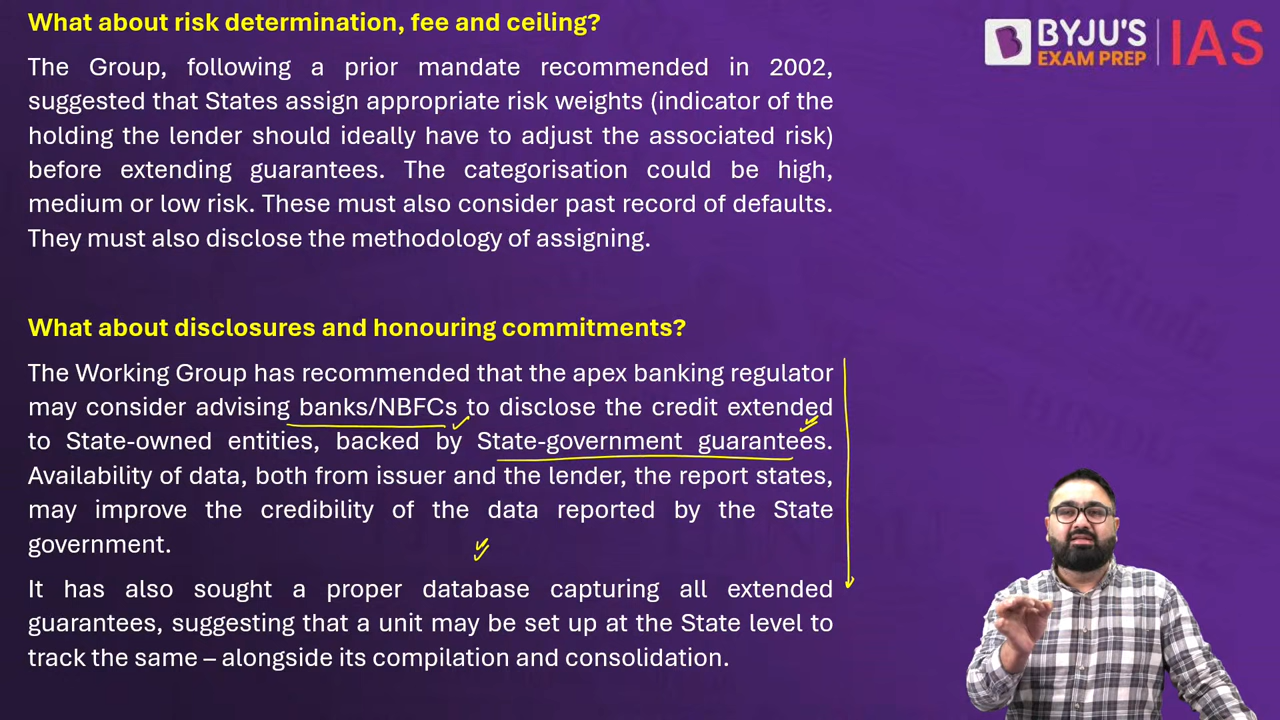 What about risk determination, fee and ceiling?
The Group, following a prior mandate recommended in 2002,
suggested that States assign appropriate risk weights (indicator of the
holding the lender should ideally have to adjust the associated risk)
before extending guarantees. The categorisation could be high,
medium or low risk. These must also consider past record of defaults.
They must also disclose the methodology of assigning.
What about disclosures and honouring commitments?
The Working Group has recommended that the apex banking regulator
may consider advising banks/NBFCs to disclose the credit extended
to State-owned entities, backed by State-government guarantees.
Availability of data, both from issuer and the lender, the report states,
may improve the credibility of the data reported by the State
government.
It has also sought a proper database capturing all extended
guarantees, suggesting that a unit may be set up at the State level to
track the same – alongside its compilation and consolidation.
BYJU'S
EXAM PREP
IAS